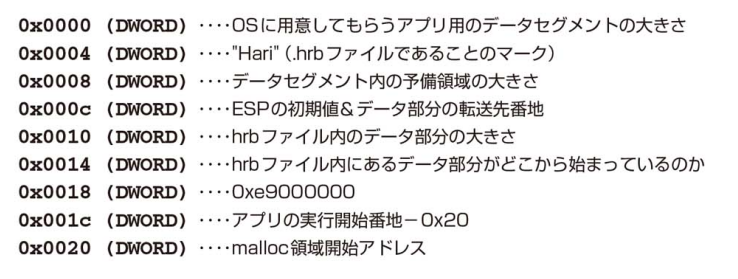 0x0000 (DWORD) ････OSに用意してもらうアプリ用のデータセグメントの大きさ
0x0004 (DWORD) ････"Hari"（.hrbファイルであることのマーク）
0x0008 (DWORD) ････データセグメント内の予備領域の大きさ
0x000c (DWORD) ････ESPの初期値&データ部分の転送先番地
0x0010 (DWORD) ････hrbファイル内のデータ部分の大きさ
0x0014 (DWORD) ････hrbファイル内にあるデータ部分がどこから始まっているのか
0x0018 (DWORD) ････0xe9000000
0x001c (DWORD) ････アプリの実行開始番地－0x20
0x0020 (DWORD) ････malloc領域開始アドレス